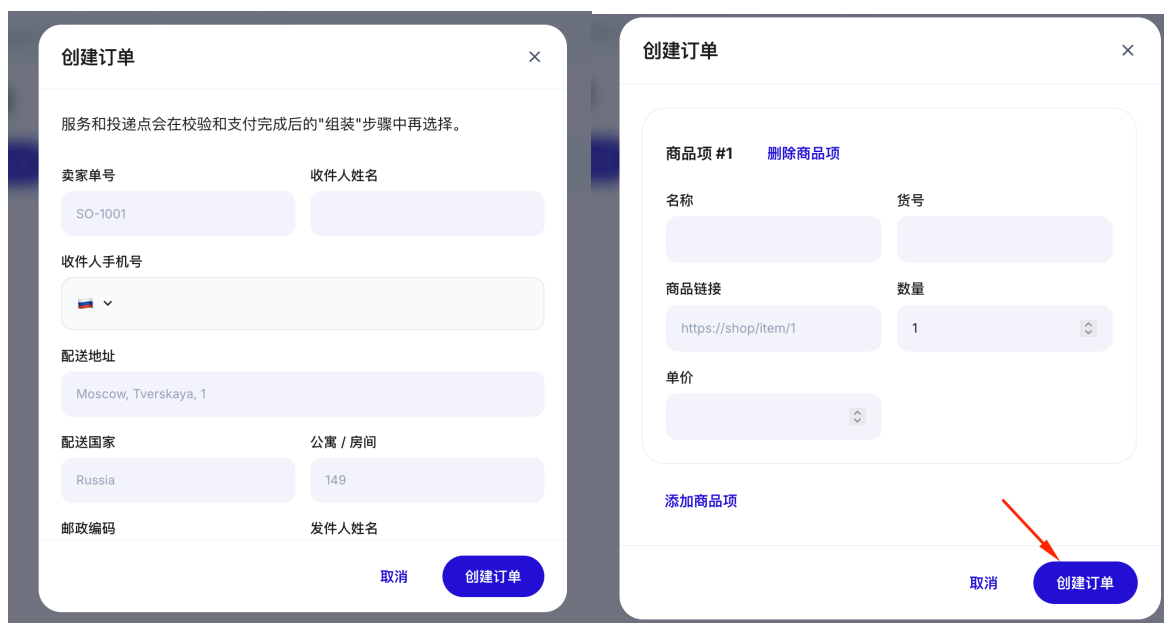 创建订单
服务和投递点会在校验和支付完成后的"组装"步骤中再选择。
卖家单号 收件人姓名
SO-1001
收件人手机号
配送地址
Moscow, Tverskaya, 1
配送国家 公寓 / 房间
Russia 149
邮政编码 发件人姓名
取消 创建订单
创建订单
商品项 #1 删除商品项
名称 货号
商品链接 数量
https://shop/item/1 1
单价
添加商品项
取消 创建订单